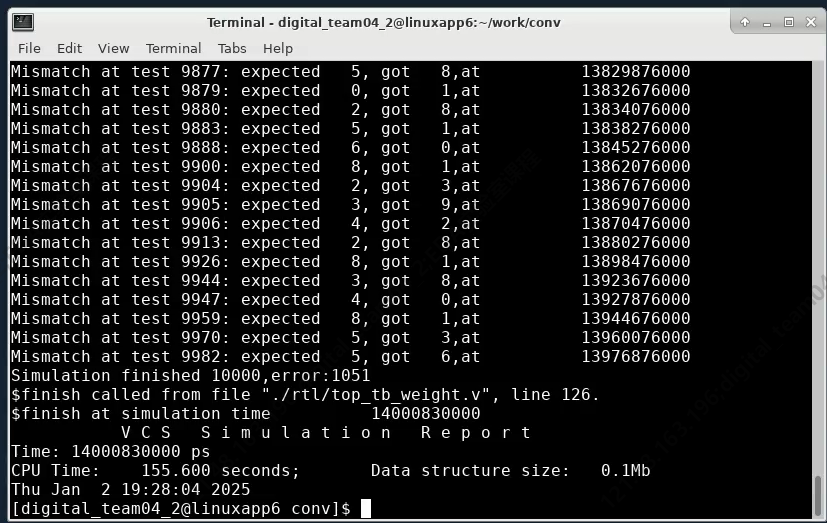 Terminal - digital_team04_2@linuxapp6:~/work/conv
File Edit View Terminal Tabs Help
Mismatch at test 9877: expected   5, got   8,at          13829876000
Mismatch at test 9879: expected   0, got   1,at          13832676000
Mismatch at test 9880: expected   2, got   8,at          13834076000
Mismatch at test 9883: expected   5, got   1,at          13838276000
Mismatch at test 9888: expected   6, got   0,at          13845276000
Mismatch at test 9900: expected   8, got   1,at          13862076000
Mismatch at test 9904: expected   2, got   3,at          13867676000
Mismatch at test 9905: expected   3, got   9,at          13869076000
Mismatch at test 9906: expected   4, got   2,at          13870476000
Mismatch at test 9913: expected   2, got   8,at          13880276000
Mismatch at test 9926: expected   8, got   1,at          13898476000
Mismatch at test 9944: expected   3, got   8,at          13923676000
Mismatch at test 9947: expected   4, got   0,at          13927876000
Mismatch at test 9959: expected   8, got   1,at          13944676000
Mismatch at test 9970: expected   5, got   3,at          13960076000
Mismatch at test 9982: expected   5, got   6,at          13976876000
Simulation finished 10000,error:1051
$finish called from file "./rtl/top_tb_weight.v", line 126.
$finish at simulation time          14000830000
V C S   S i m u l a t i o n   R e p o r t
Time: 14000830000 ps
CPU Time:    155.600 seconds;       Data structure size:   0.1Mb
Thu Jan  2 19:28:04 2025
[digital_team04_2@linuxapp6 conv]$